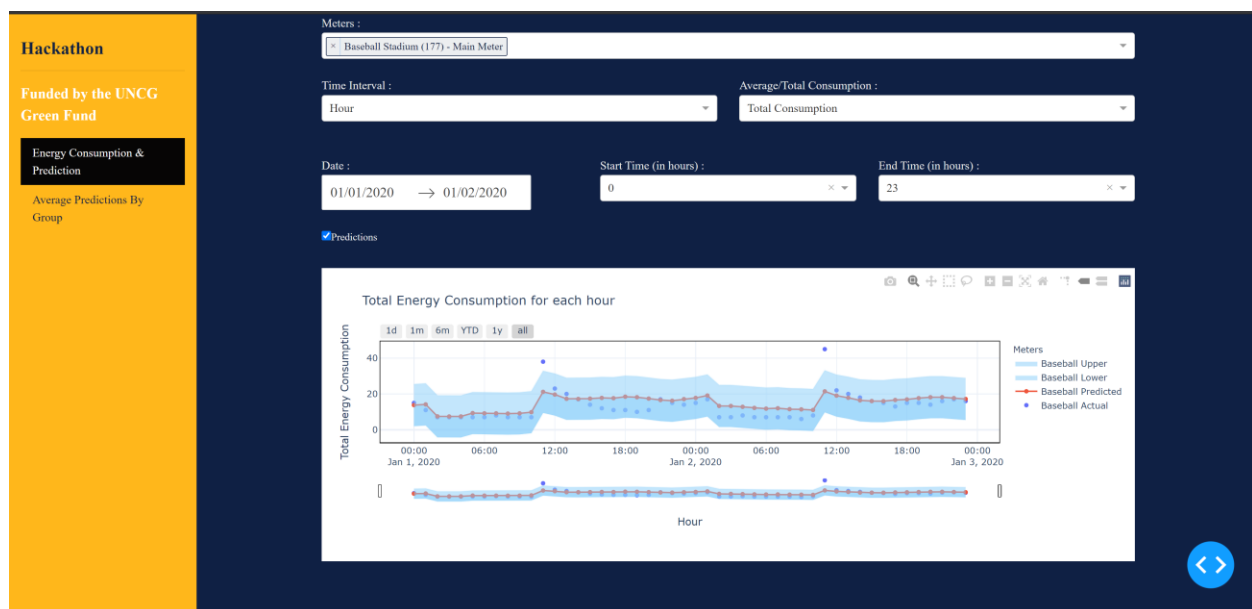 Hackathon
Funded by the UNCG
Green Fund
Energy Consumption &
Prediction
Average Predictions By
Group
Meters :
× Baseball Stadium (177) - Main Meter
Time Interval :
Hour
Average/Total Consumption :
Total Consumption
Date :
01/01/2020 → 01/02/2020
Start Time (in hours) :
0
End Time (in hours) :
23
Predictions
Total Energy Consumption for each hour
1d 1m 6m YTD 1y all
Total Energy Consumption
40
20
0
00:00 06:00 12:00 18:00 00:00 06:00 12:00 18:00 00:00
Jan 1, 2020 Jan 2, 2020 Jan 3, 2020
Hour
Meters
Baseball Upper
Baseball Lower
Baseball Predicted
Baseball Actual